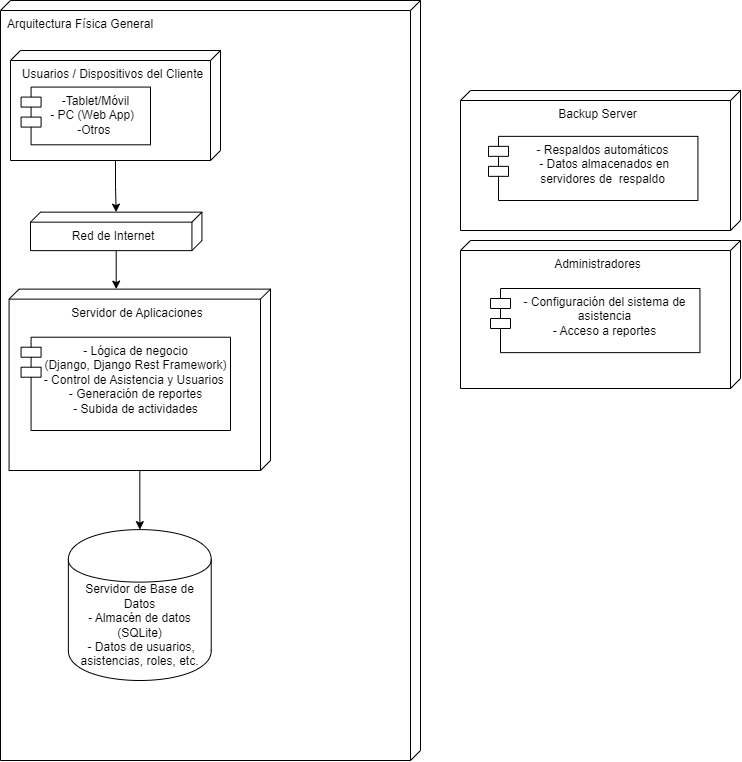 Arquitectura Física General
Usuarios / Dispositivos del Cliente
-Tablet/Móvil
- PC (Web App)
-Otros
Red de Internet
Servidor de Aplicaciones
- Lógica de negocio
(Django, Django Rest Framework)
- Control de Asistencia y Usuarios
- Generación de reportes
- Subida de actividades
Servidor de Base de
Datos
- Almacén de datos
(SQLite)
- Datos de usuarios,
asistencias, roles, etc.
Backup Server
- Respaldos automáticos
- Datos almacenados en
servidores de respaldo
Administradores
- Configuración del sistema de
asistencia
- Acceso a reportes